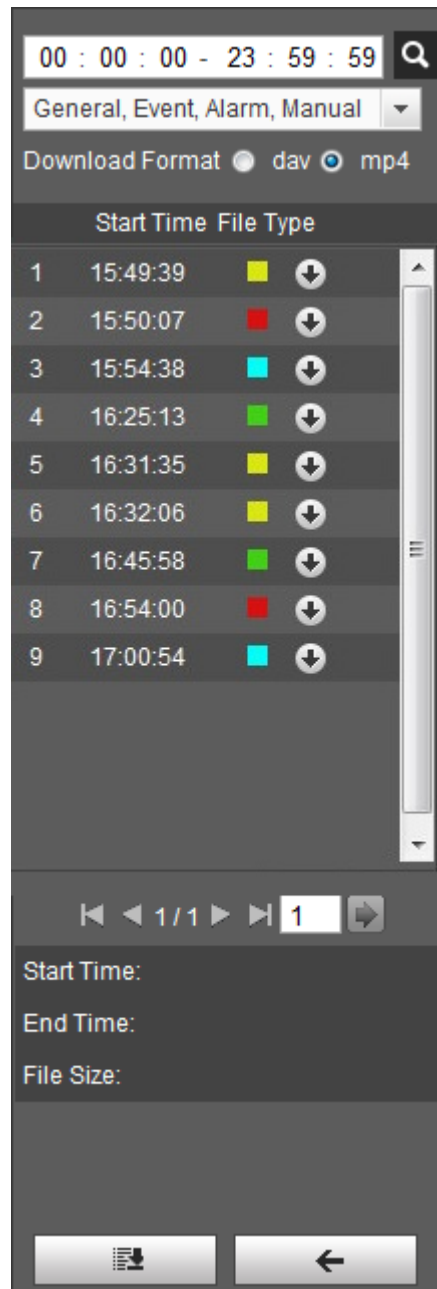 00 : 00 : 00 - 23 : 59 : 59
General, Event, Alarm, Manual
Download Format dav mp4
Start Time File Type
1 15:49:39
2 15:50:07
3 15:54:38
4 16:25:13
5 16:31:35
6 16:32:06
7 16:45:58
8 16:54:00
9 17:00:54
1 / 1 1
Start Time:
End Time:
File Size: